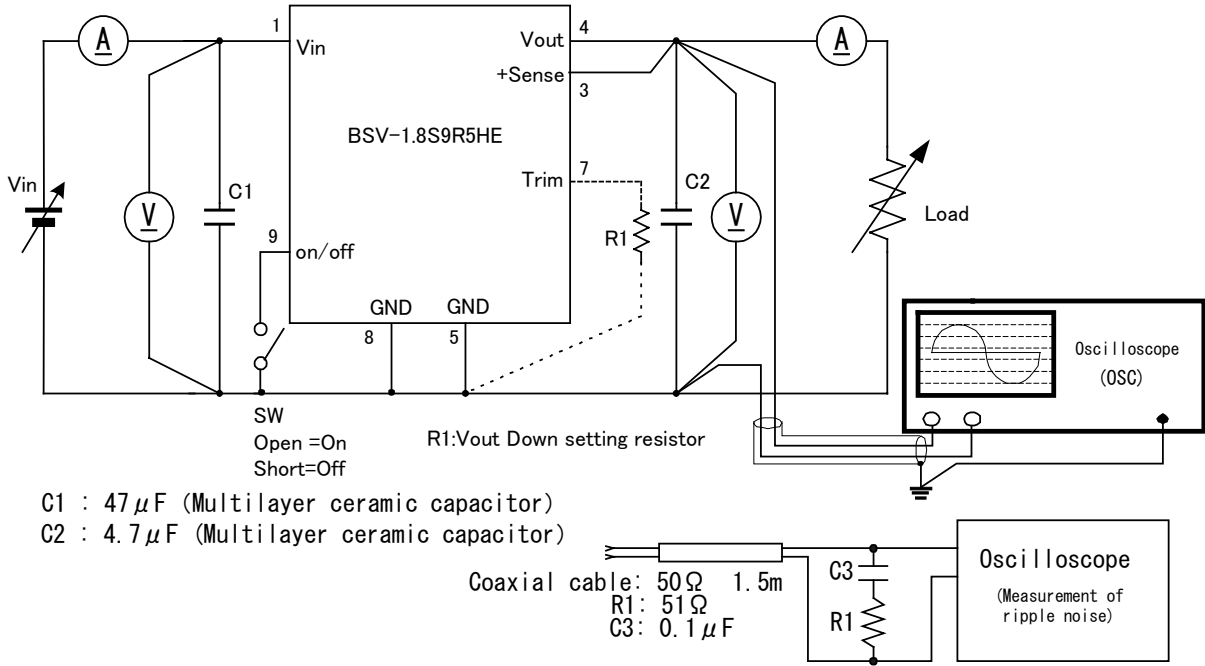 A
1
Vin
4
Vout
+Sense
3
A
BSV-1.8S9R5HE
Vin
V
C1
7
Trim
R1
C2
V
Load
9
on/off
GND
GND
8
5
SW
Open =On
Short=Off
R1:Vout Down setting resistor
Oscilloscope
(OSC)
C1 : 47μF (Multilayer ceramic capacitor)
C2 : 4.7μF (Multilayer ceramic capacitor)
Coaxial cable: 50Ω 1.5m
R1: 51Ω
C3: 0.1μF
C3
R1
Oscilloscope
(Measurement of
ripple noise)